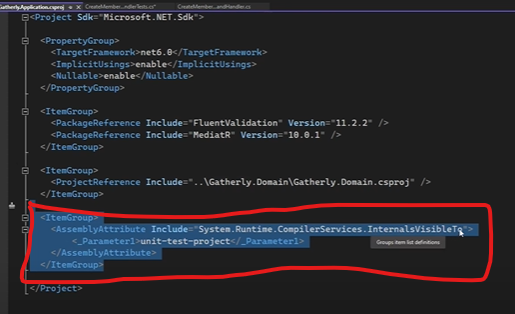 Gatherly.Application.csproj
CreateMember...ndlerTests.cs*
CreateMember...andHandler.cs
<Project Sdk="Microsoft.NET.Sdk">
<PropertyGroup>
<TargetFramework>net6.0</TargetFramework>
<ImplicitUsings>enable</ImplicitUsings>
<Nullable>enable</Nullable>
</PropertyGroup>
<ItemGroup>
<PackageReference Include="FluentValidation" Version="11.2.2" />
<PackageReference Include="MediatR" Version="10.0.1" />
</ItemGroup>
<ItemGroup>
<ProjectReference Include="..\Gatherly.Domain\Gatherly.Domain.csproj" />
</ItemGroup>
<ItemGroup>
<AssemblyAttribute Include="System.Runtime.CompilerServices.InternalsVisibleTo">
<_Parameter1>unit-test-project</_Parameter1>
Groups item list definitions
</AssemblyAttribute>
</ItemGroup>
</Project>